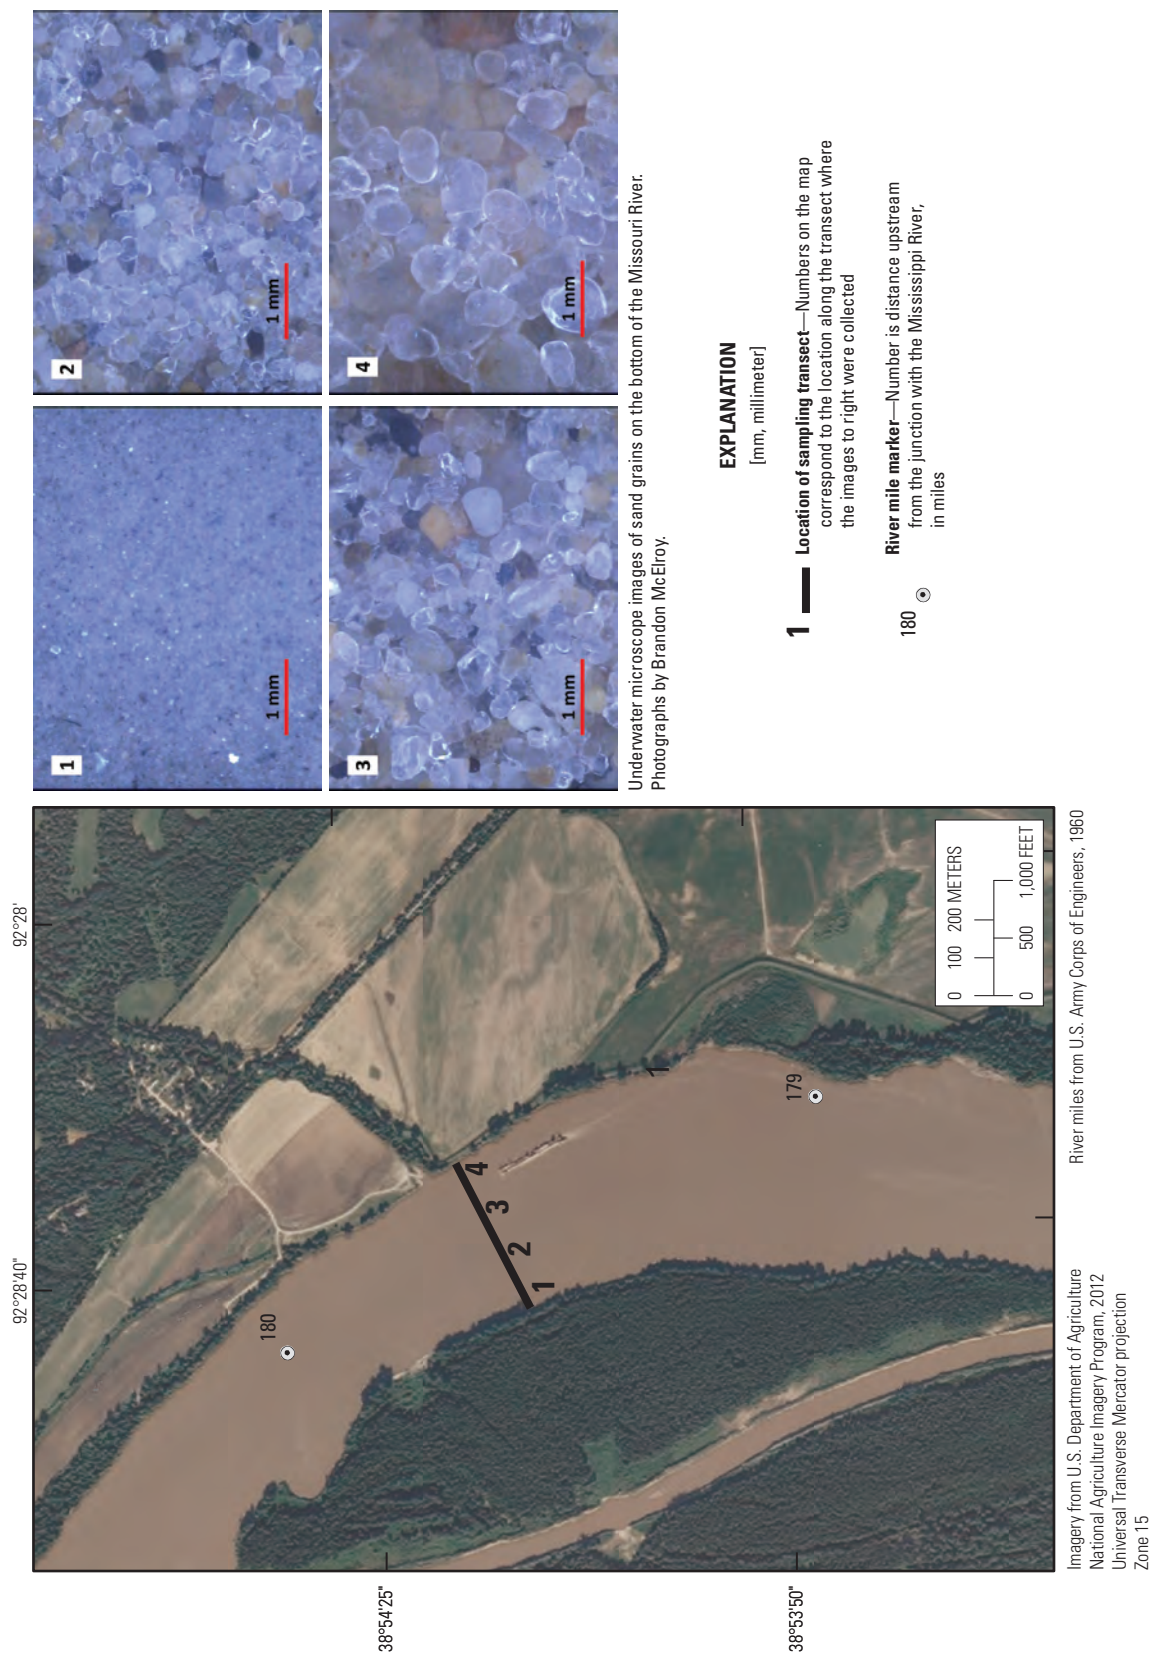 92°28'40"
92°28'
38°54'25"
38°53'50"
180
179
1
2
3
4
1
0 100 200 METERS
0 500 1,000 FEET
Imagery from U.S. Department of Agriculture
National Agriculture Imagery Program, 2012
Universal Transverse Mercator projection
Zone 15
River miles from U.S. Army Corps of Engineers, 1960
1
1 mm
2
1 mm
3
1 mm
4
1 mm
Underwater microscope images of sand grains on the bottom of the Missouri River.
Photographs by Brandon McElroy.
EXPLANATION
[mm, millimeter]
1 Location of sampling transect—Numbers on the map
correspond to the location along the transect where
the images to right were collected
180 River mile marker—Number is distance upstream
from the junction with the Mississippi River,
in miles